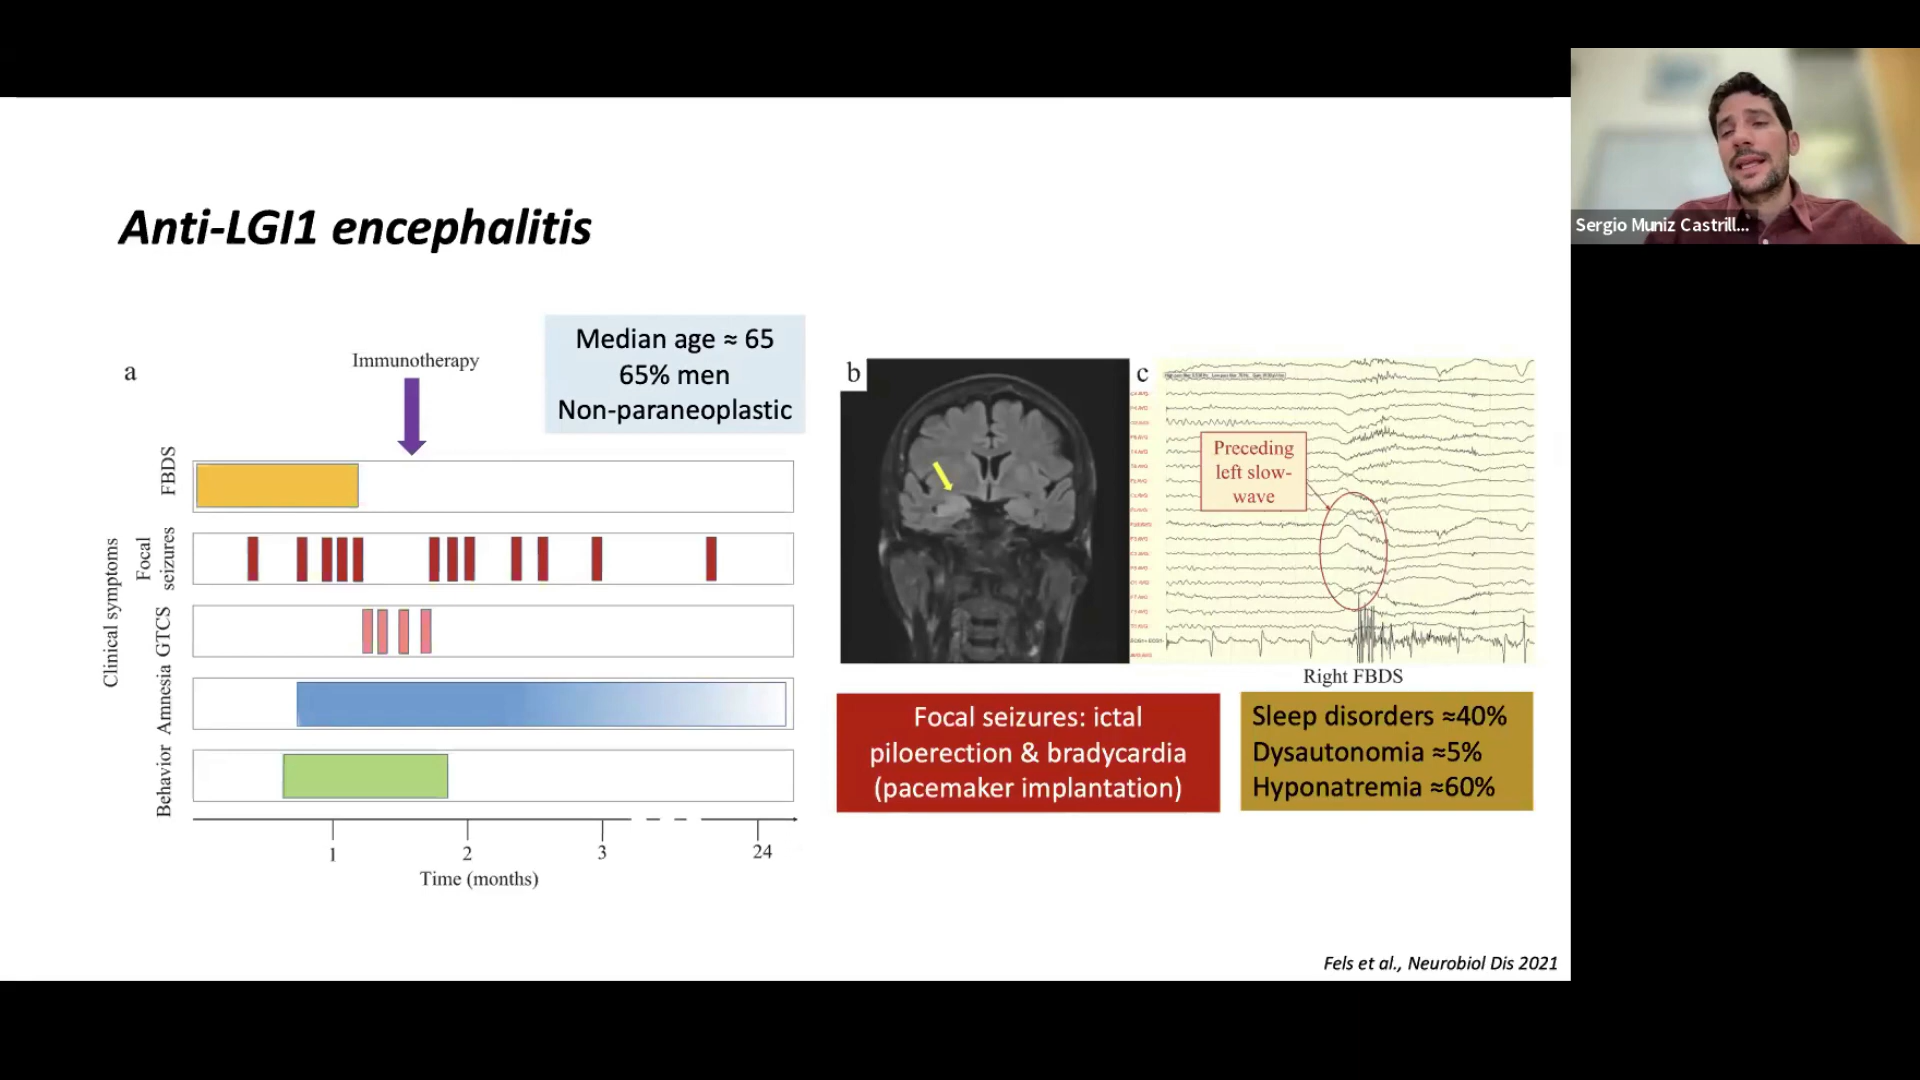 Anti-LGI1 encephalitis
Sergio Muniz Castrill...
a
Immunotherapy
Median age ≈ 65
65% men
Non-paraneoplastic
Clinical symptoms
FBDS
Focal
seizures
GTCS
Amnesia
Behavior
1
2
3
24
Time (months)
b
c
Preceding
left slow-
wave
Right FBDS
Focal seizures: ictal
piloerection & bradycardia
(pacemaker implantation)
Sleep disorders ≈40%
Dysautonomia ≈5%
Hyponatremia ≈60%
Fels et al., Neurobiol Dis 2021